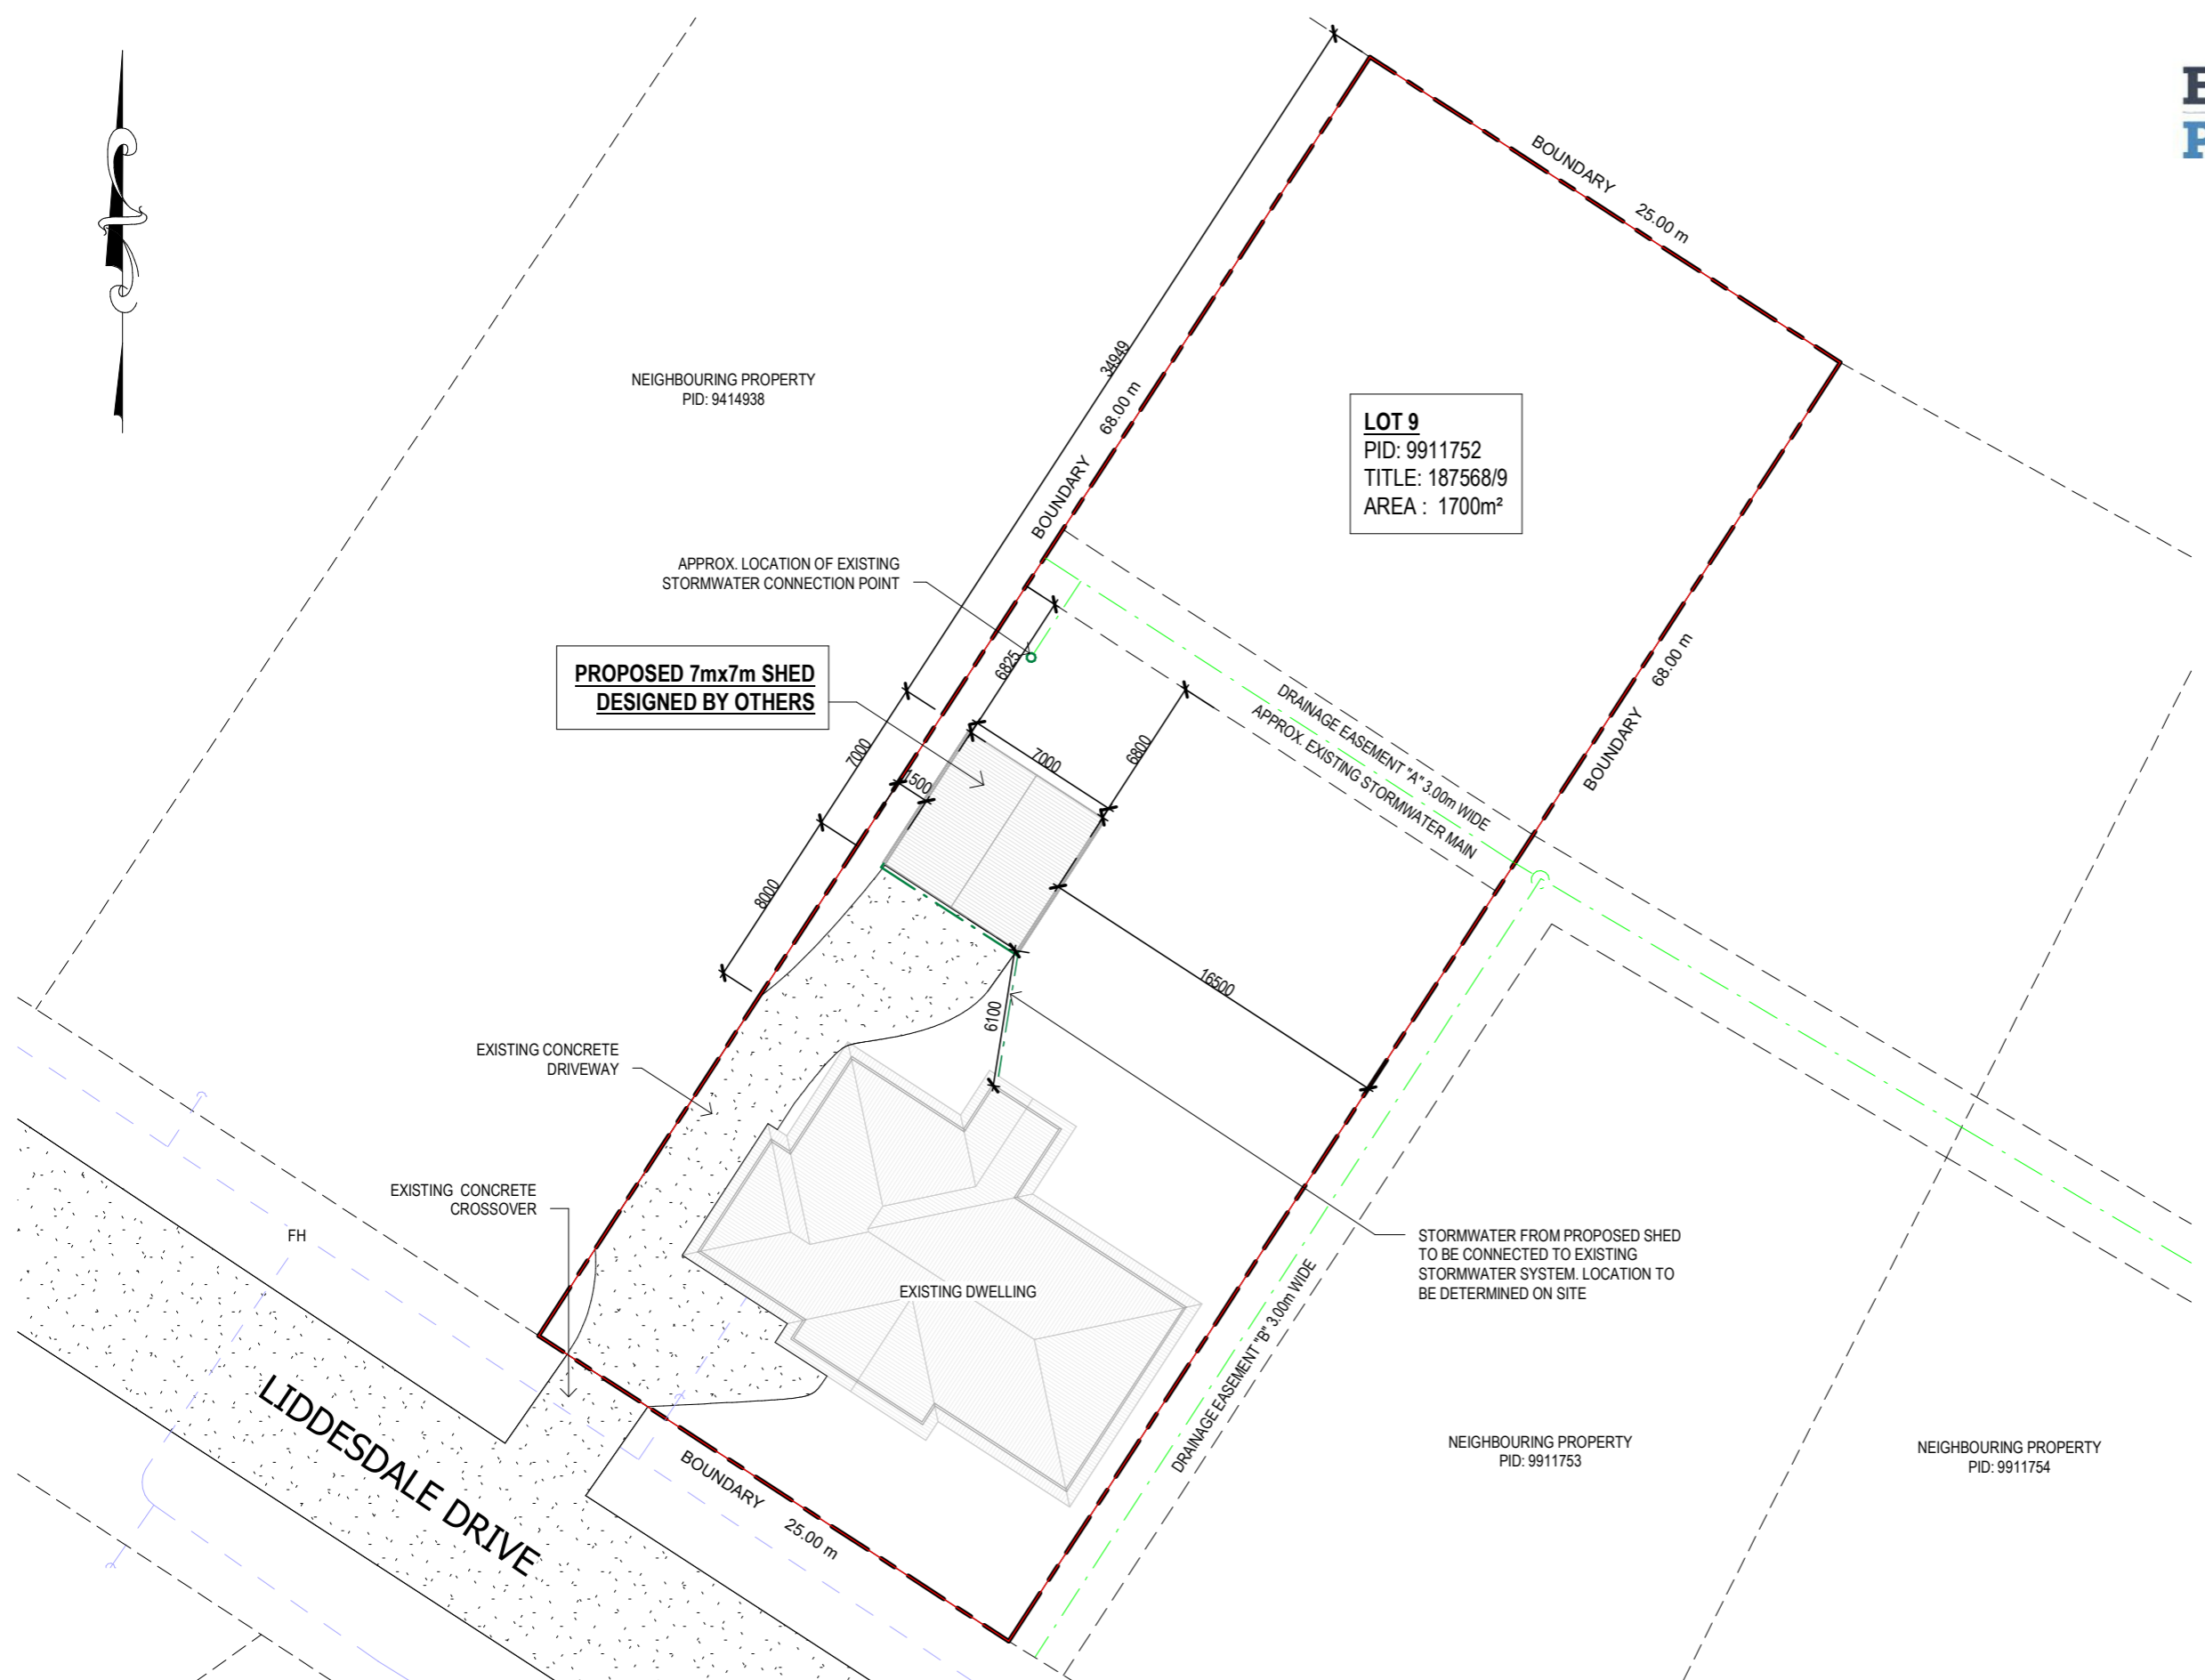 BOUNDARY
25.00 m
34949
68.00 m
BOUNDARY
NEIGHBOURING PROPERTY
PID: 9414938
LOT 9
PID: 9911752
TITLE: 187568/9
AREA : 1700m²
APPROX. LOCATION OF EXISTING
STORMWATER CONNECTION POINT
PROPOSED 7mx7m SHED
DESIGNED BY OTHERS
6825
7000
6800
7000
1500
8000
68.00 m
BOUNDARY
DRAINAGE EASEMENT "A" 3.00m WIDE
APPROX. EXISTING STORMWATER MAIN
16500
6100
EXISTING CONCRETE
DRIVEWAY
EXISTING CONCRETE
CROSSOVER
FH
EXISTING DWELLING
STORMWATER FROM PROPOSED SHED
TO BE CONNECTED TO EXISTING
STORMWATER SYSTEM. LOCATION TO
BE DETERMINED ON SITE
DRAINAGE EASEMENT "B" 3.00m WIDE
LIDDESDALE DRIVE
BOUNDARY
25.00 m
NEIGHBOURING PROPERTY
PID: 9911753
NEIGHBOURING PROPERTY
PID: 9911754